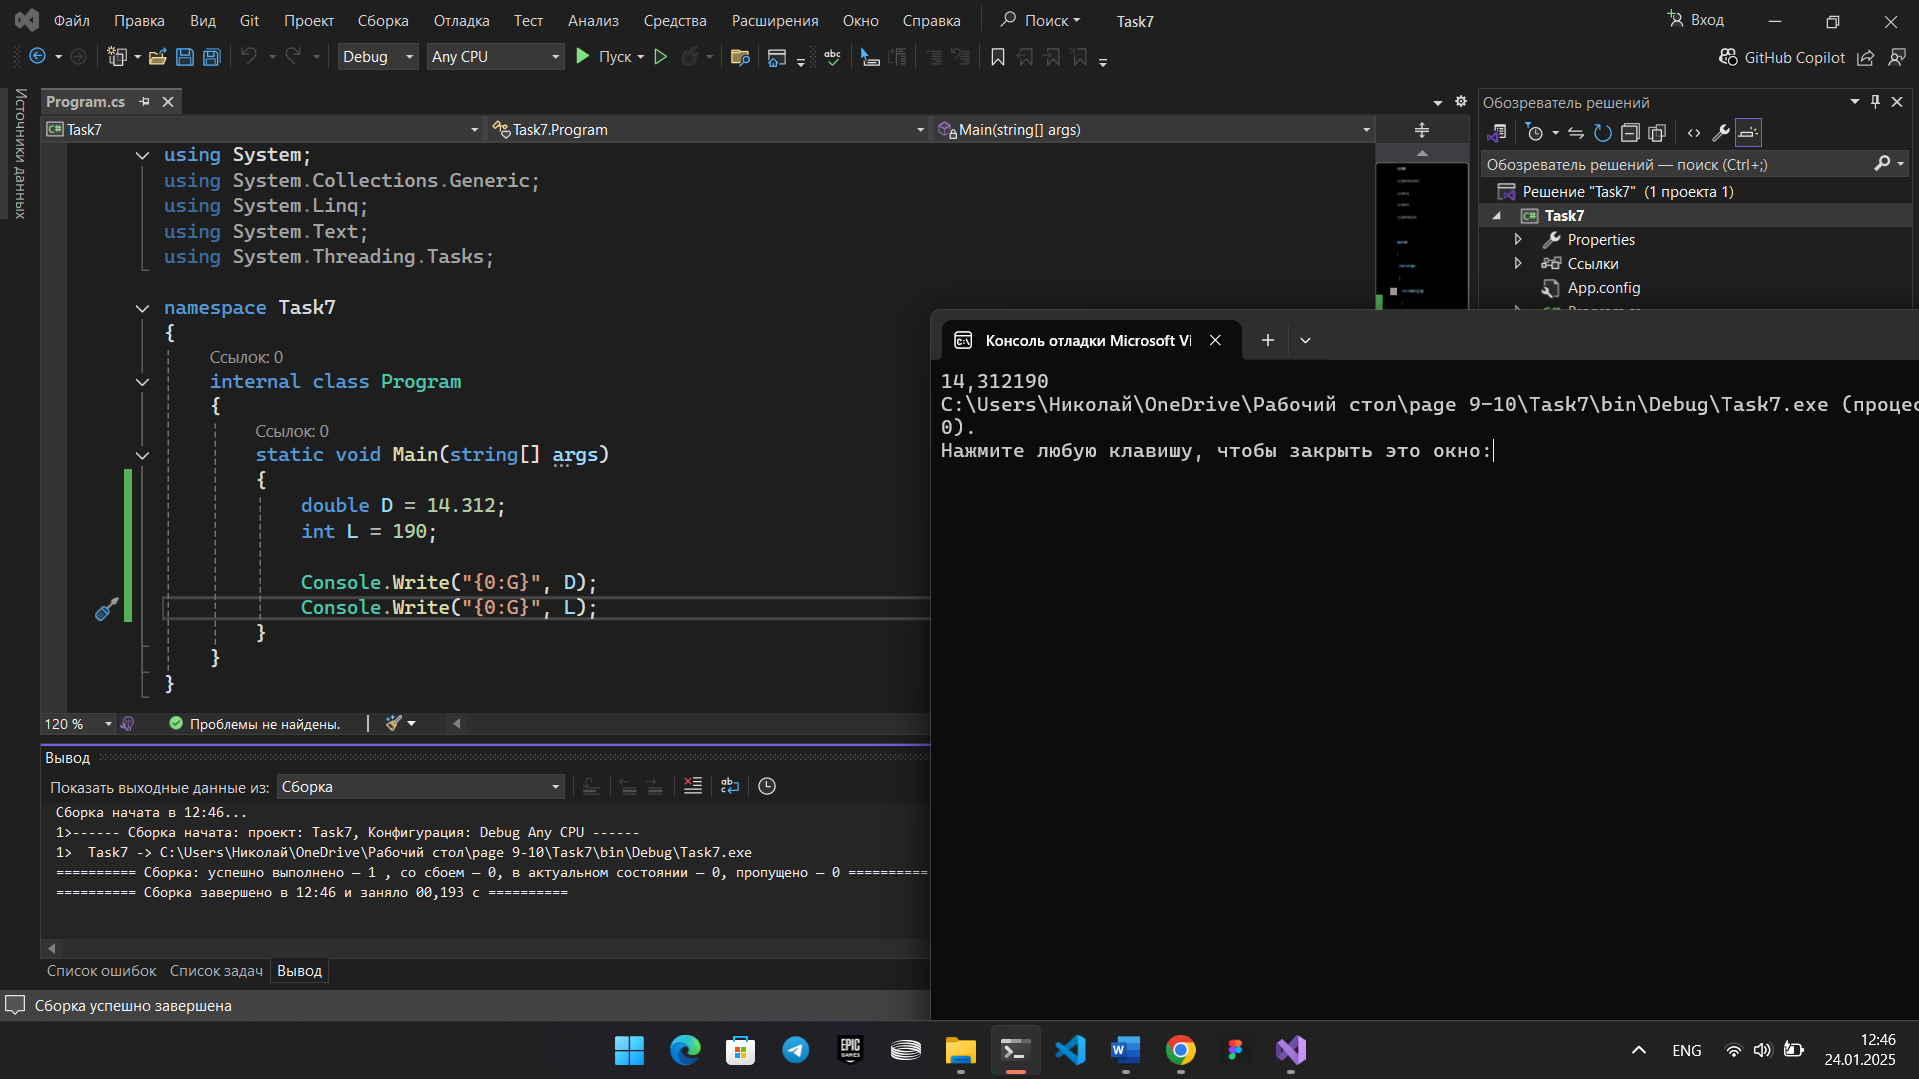 Файл Правка Вид Git Проект Сборка Отладка Тест Анализ Средства Расширения Окно Справка Поиск Task7 Вход
Debug Any CPU Пуск GitHub Copilot
Источники данных
Program.cs
Task7 Task7.Program Main(string[] args)
using System;
using System.Collections.Generic;
using System.Linq;
using System.Text;
using System.Threading.Tasks;
namespace Task7
{
Ссылок: 0
internal class Program
{
Ссылок: 0
static void Main(string[] args)
{
double D = 14.312;
int L = 190;
Console.Write("{0:G}", D);
Console.Write("{0:G}", L);
}
}
}
120 % Проблемы не найдены.
Обозреватель решений
Обозреватель решений — поиск (Ctrl+;)
Решение "Task7" (1 проекта 1)
Task7
Properties
Ссылки
App.config
Консоль отладки Microsoft Vi
14,312190
C:\Users\Николай\OneDrive\Рабочий стол\page 9-10\Task7\bin\Debug\Task7.exe (процес
0).
Нажмите любую клавишу, чтобы закрыть это окно:
Вывод
Показать выходные данные из: Сборка
Сборка начата в 12:46...
1>------ Сборка начата: проект: Task7, Конфигурация: Debug Any CPU ------
1>  Task7 -> C:\Users\Николай\OneDrive\Рабочий стол\page 9-10\Task7\bin\Debug\Task7.exe
========== Сборка: успешно выполнено — 1 , со сбоем — 0, в актуальном состоянии — 0, пропущено — 0 ==========
========== Сборка завершено в 12:46 и заняло 00,193 с ==========
Список ошибок Список задач Вывод
Сборка успешно завершена
EPIC GAMES
ENG
12:46
24.01.2025